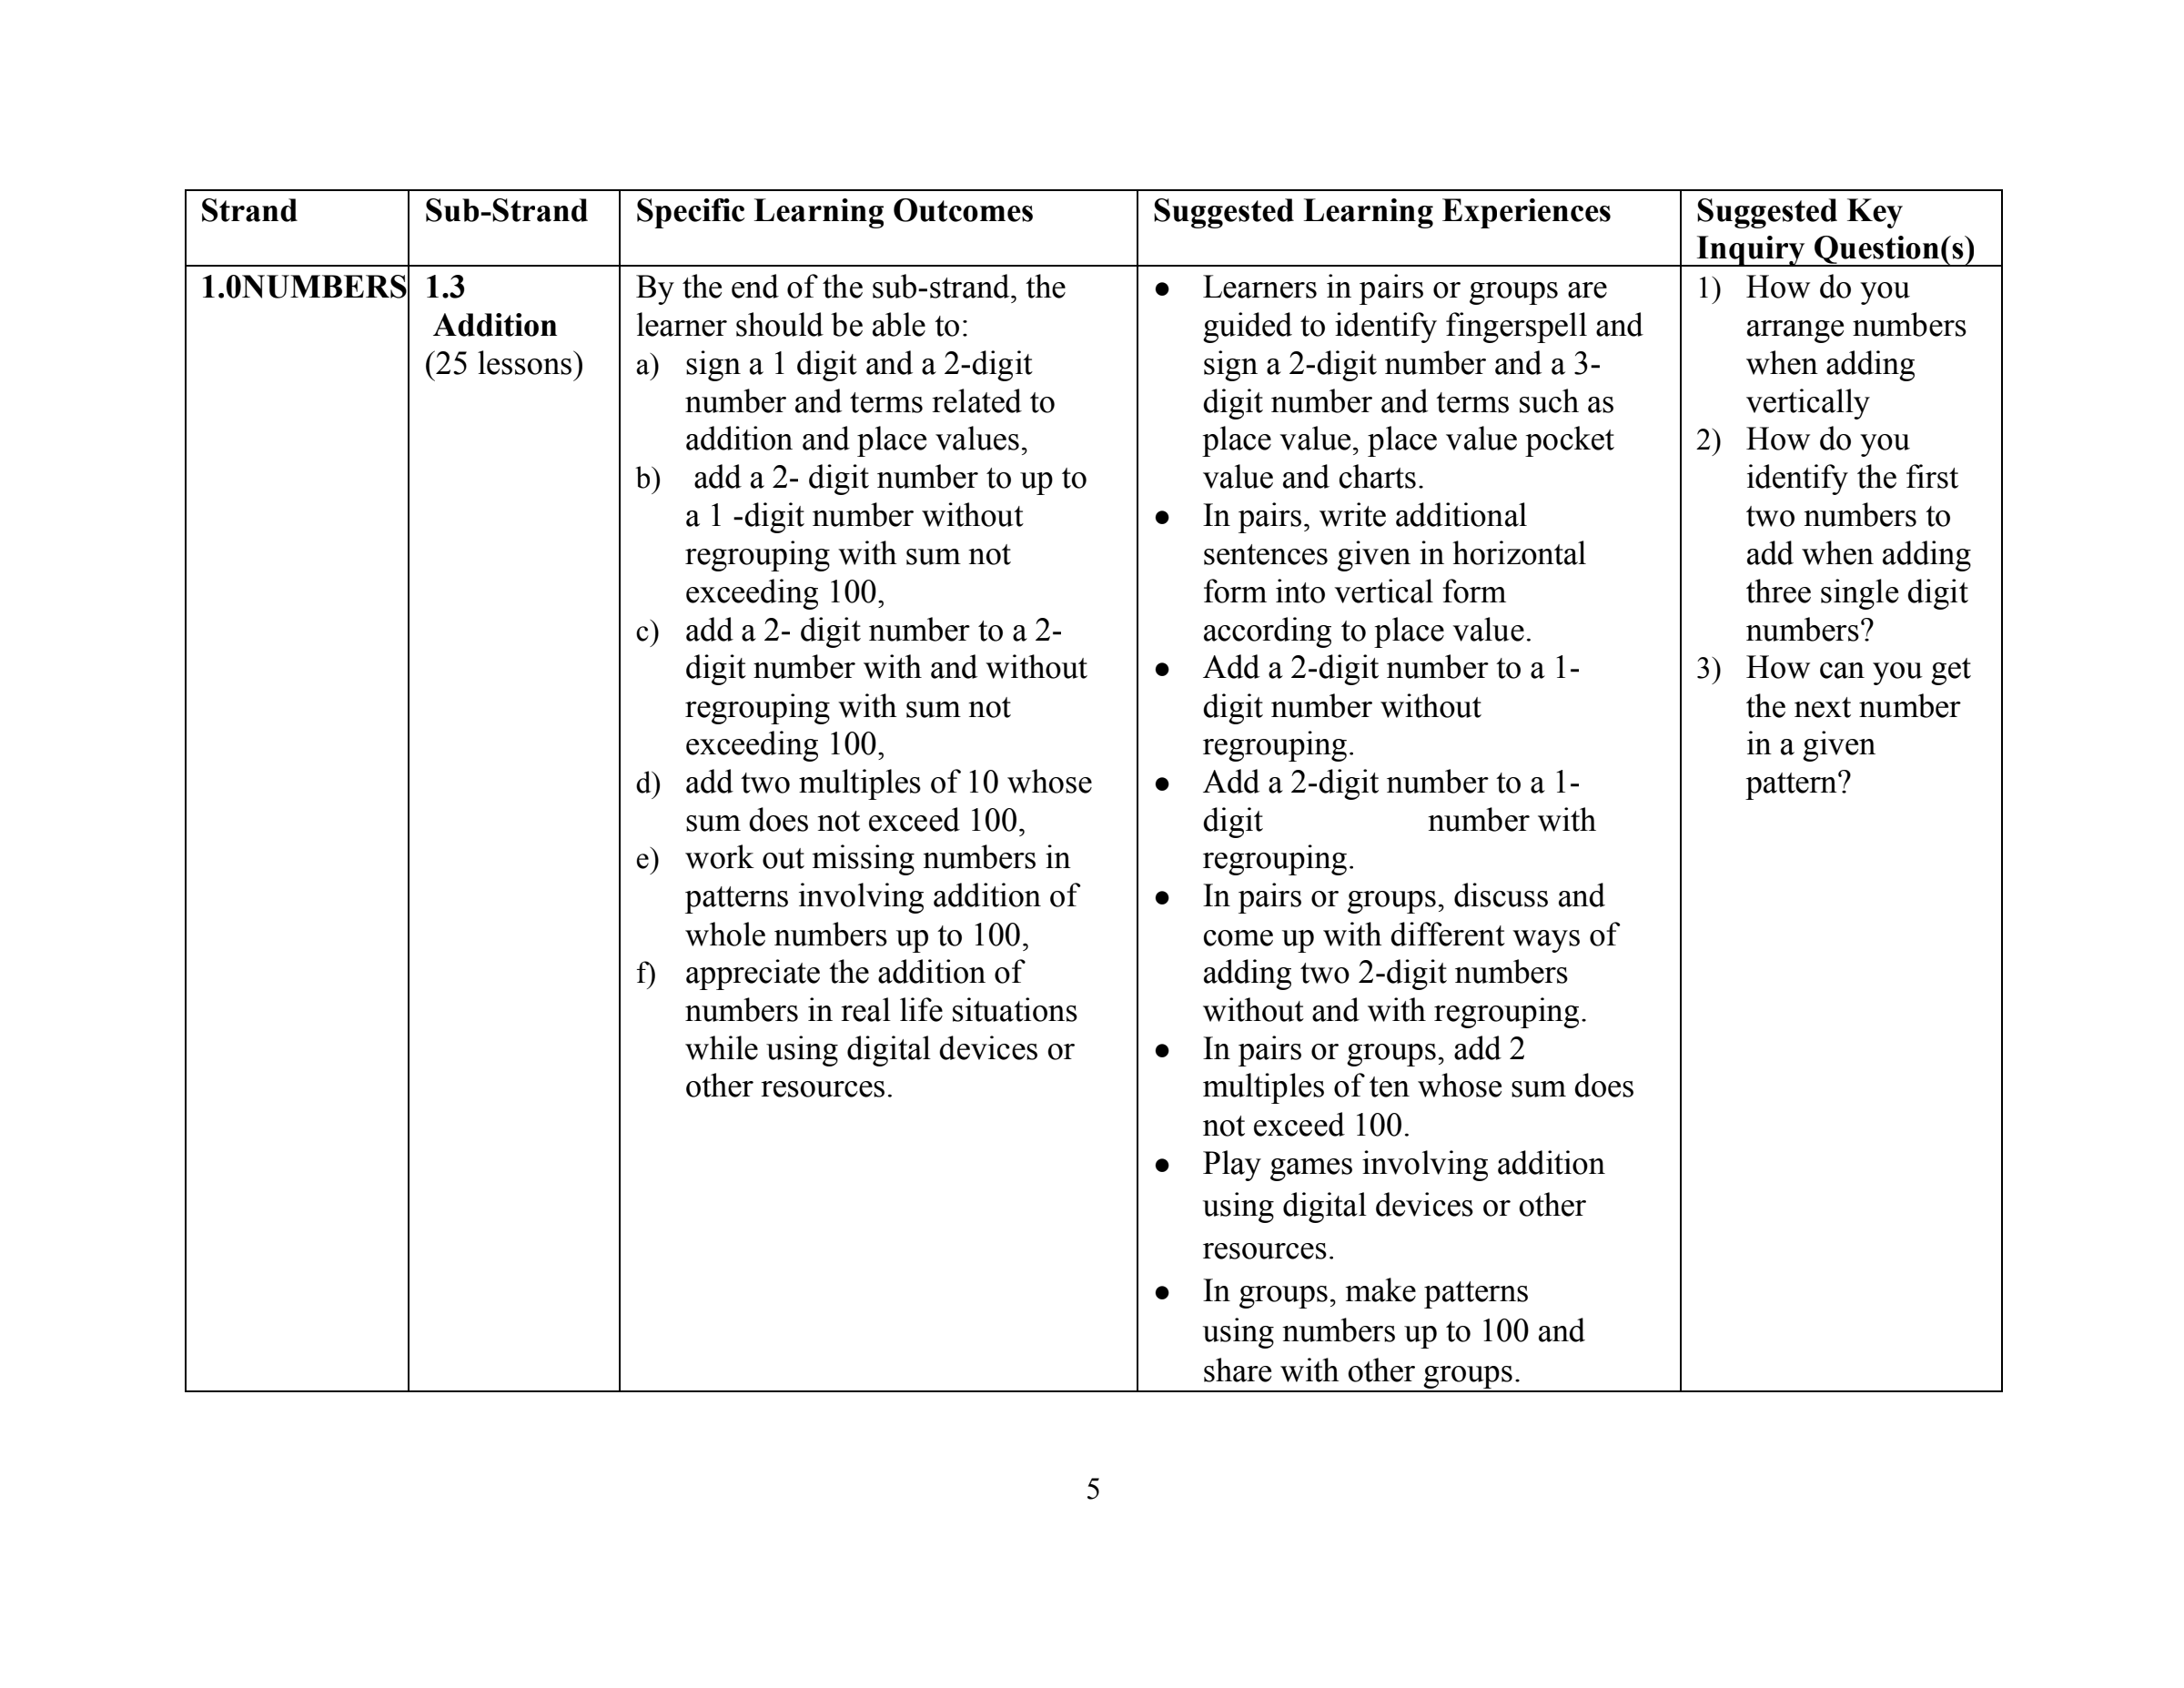 Strand
Sub-Strand
Specific Learning Outcomes
Suggested Learning Experiences
Suggested Key
Inquiry Question(s)
1.0NUMBERS
1.3
Addition
(25 lessons)
By the end of the sub-strand, the
learner should be able to:
a) sign a 1 digit and a 2-digit
number and terms related to
addition and place values,
b) add a 2- digit number to up to
a 1 -digit number without
regrouping with sum not
exceeding 100,
c) add a 2- digit number to a 2-
digit number with and without
regrouping with sum not
exceeding 100,
d) add two multiples of 10 whose
sum does not exceed 100,
e) work out missing numbers in
patterns involving addition of
whole numbers up to 100,
f) appreciate the addition of
numbers in real life situations
while using digital devices or
other resources.
● Learners in pairs or groups are
guided to identify fingerspell and
sign a 2-digit number and a 3-
digit number and terms such as
place value, place value pocket
value and charts.
● In pairs, write additional
sentences given in horizontal
form into vertical form
according to place value.
● Add a 2-digit number to a 1-
digit number without
regrouping.
● Add a 2-digit number to a 1-
digit number with
regrouping.
● In pairs or groups, discuss and
come up with different ways of
adding two 2-digit numbers
without and with regrouping.
● In pairs or groups, add 2
multiples of ten whose sum does
not exceed 100.
● Play games involving addition
using digital devices or other
resources.
● In groups, make patterns
using numbers up to 100 and
share with other groups.
1) How do you
arrange numbers
when adding
vertically
2) How do you
identify the first
two numbers to
add when adding
three single digit
numbers?
3) How can you get
the next number
in a given
pattern?
5